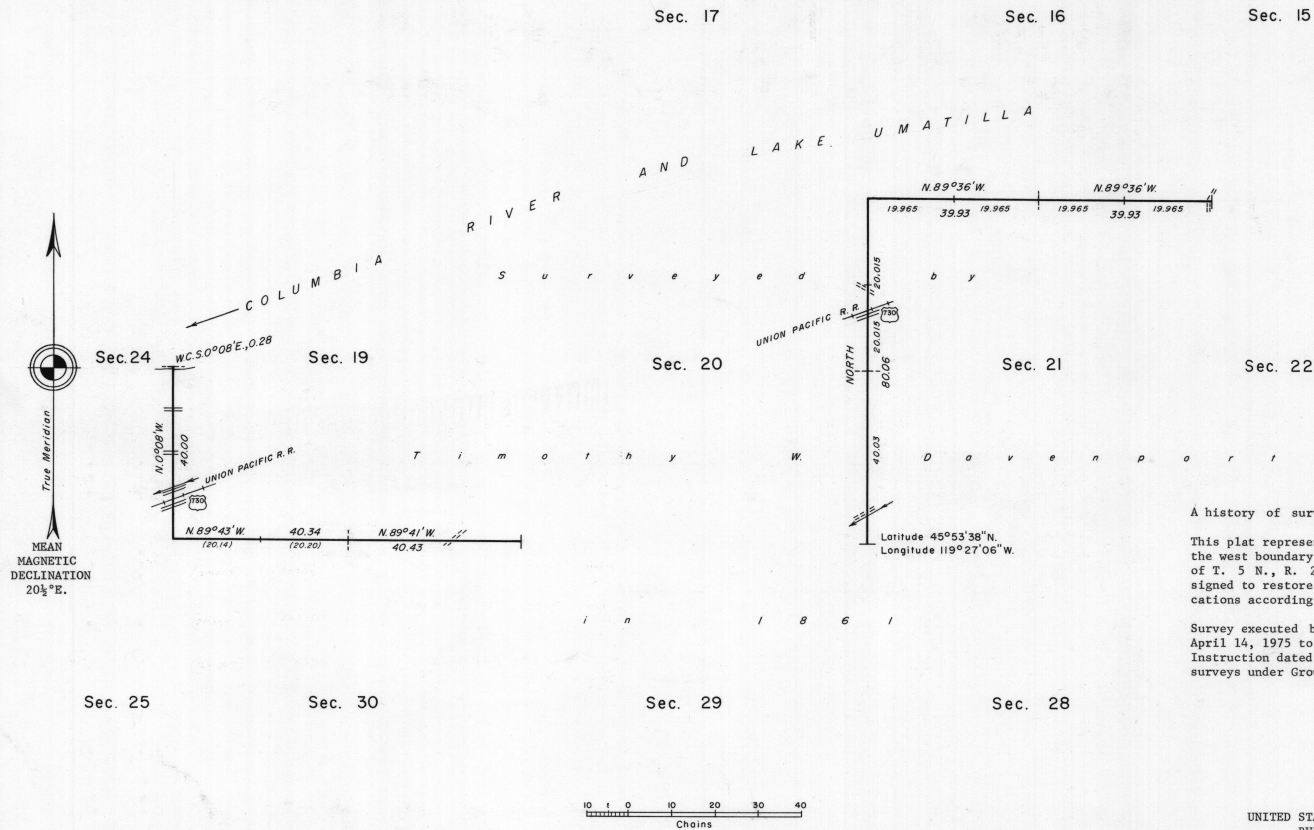 Sec. 17 Sec. 16 Sec. 15
COLUMBIA RIVER AND LAKE UMATILLA
N.89°36'W. N.89°36'W.
19.965 19.965 19.965 19.965
39.93 39.93
Surveyed by
20.015
UNION PACIFIC R. R.
730
20.015
NORTH
80.06
40.03
W.C.S.0°08'E.,0.28
Sec.24 Sec. 19 Sec. 20 Sec. 21 Sec. 22
True Meridian
N.0°08'W.
40.00
UNION PACIFIC R.R.
730
Timothy W. Davenport
N.89°43'W. 40.34 N.89°41'W.
(20.14) (20.20) 40.43
Latitude 45°53'38"N.
Longitude 119°27'06"W.
MEAN
MAGNETIC
DECLINATION
20½°E.
A history of sur
This plat represe
the west boundary
of T. 5 N., R. 2
signed to restore
cations according
in 1861
Survey executed b
April 14, 1975 to
Instruction dated
surveys under Grou
Sec. 25 Sec. 30 Sec. 29 Sec. 28
10 0 10 20 30 40
Chains
UNITED STA